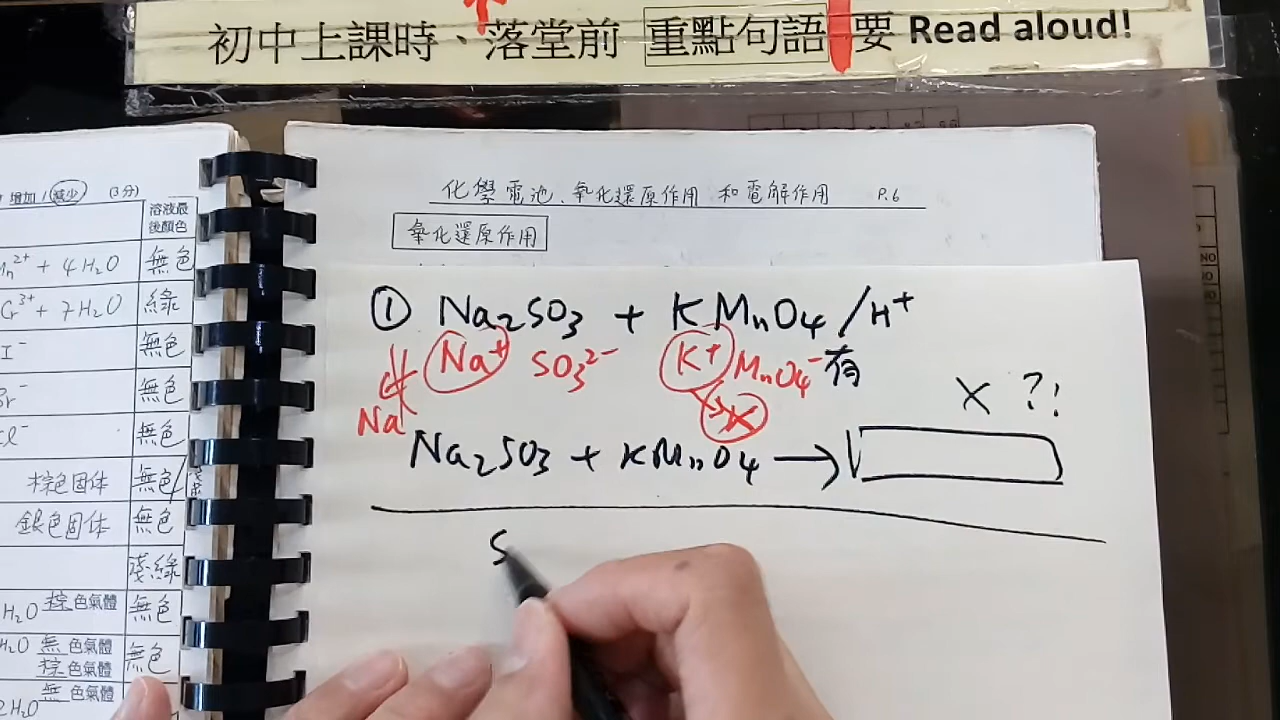 初中上課時、落堂前 重點句語 要 Read aloud!
增加/減少 (3分)
溶液最後顏色
Mn²⁺ + 4H₂O 無色
Cr³⁺ + 7H₂O 綠
I⁻ 無色
Br⁻ 無色
Cl⁻ 無色
棕色固体 無色
銀色固体 無色
淺綠
H₂O 棕色氣體 無色
H₂O 無色氣體
棕色氣體 無色
無色氣體
2H₂O
化學電池、氧化還原作用 和電解作用 P.6
氧化還原作用
① Na₂SO₃ + KMnO₄/H⁺
Na⁺ SO₃²⁻ K⁺ MnO₄⁻ 有
Na K X ?!
Na₂SO₃ + KMnO₄ →
S